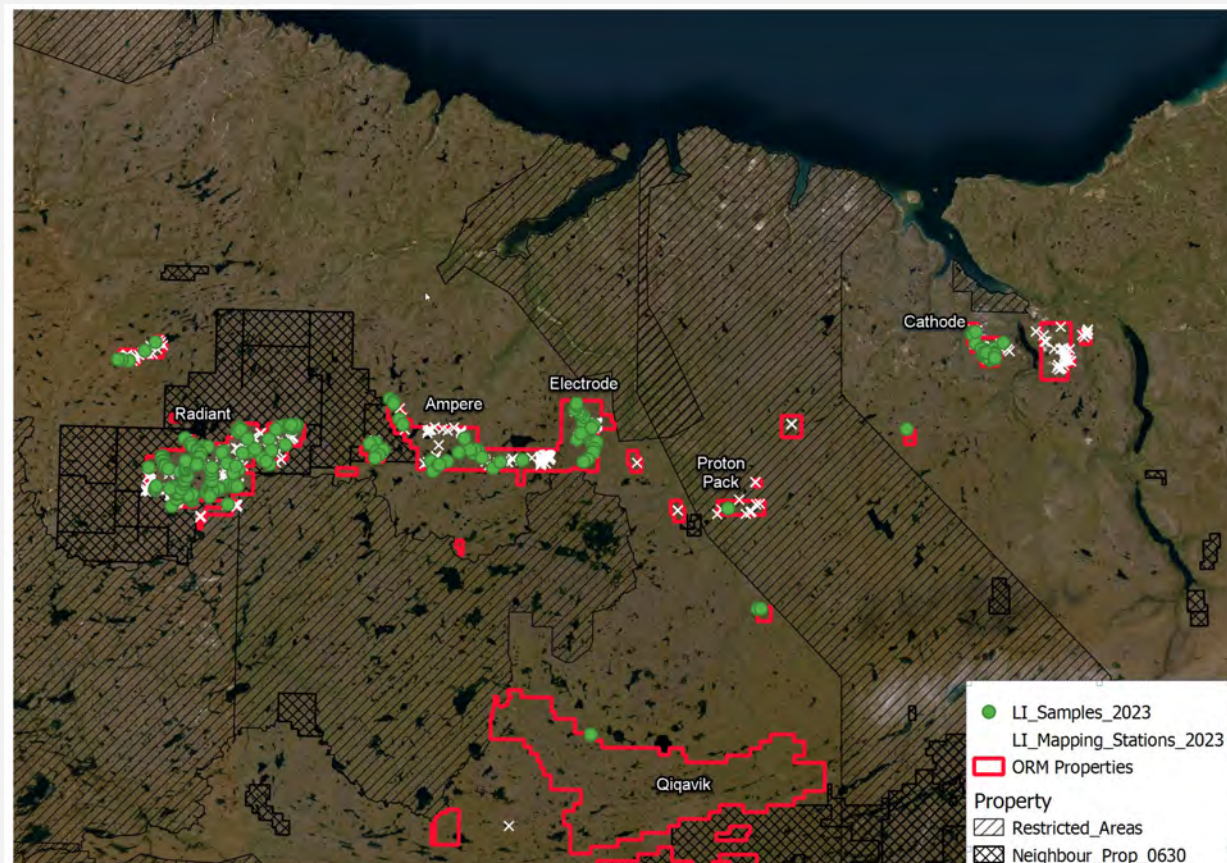 Cathode
Electrode
Ampere
Radiant
Proton
Pack
Qiqavik
LI_Samples_2023
LI_Mapping_Stations_2023
ORM Properties
Property
Restricted_Areas
Neighbour_Prop_0630